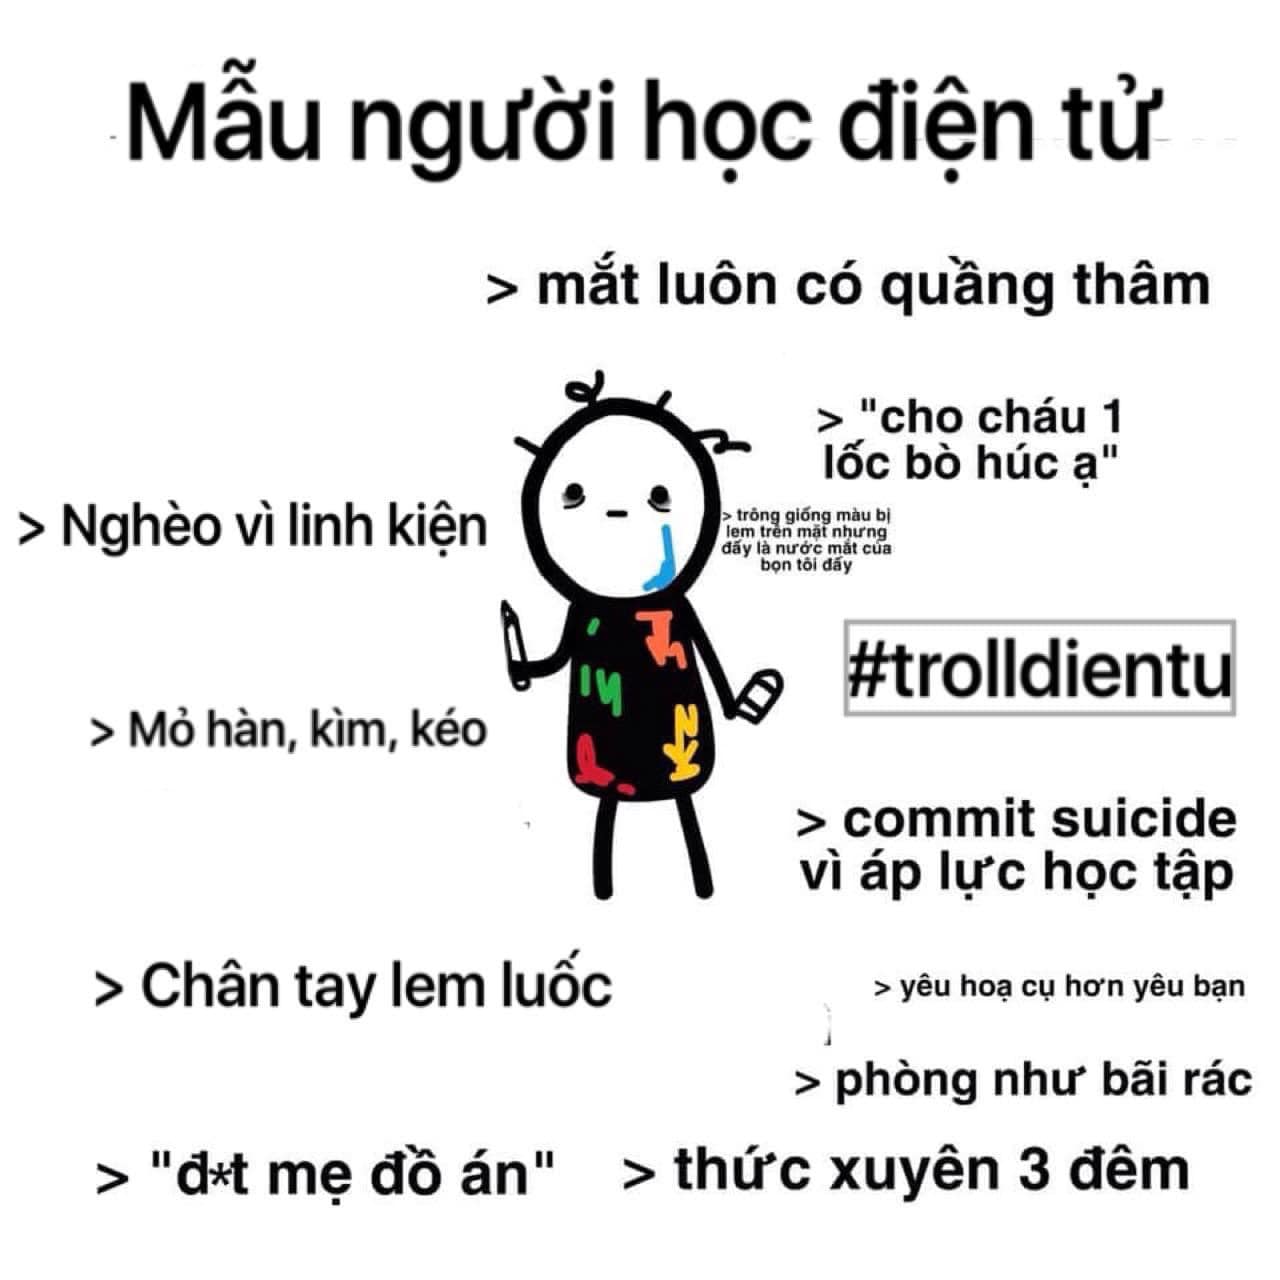 Mẫu người học điện tử
> mắt luôn có quầng thâm
> "cho cháu 1
lốc bò húc ạ"
> Nghèo vì linh kiện
> trông giống màu bị
lem trên mặt nhưng
đấy là nước mắt của
bọn tôi đấy
#trolldientu
> Mỏ hàn, kìm, kéo
> commit suicide
vì áp lực học tập
> Chân tay lem luốc
> yêu hoạ cụ hơn yêu bạn
> phòng như bãi rác
> "đ*t mẹ đồ án"
> thức xuyên 3 đêm